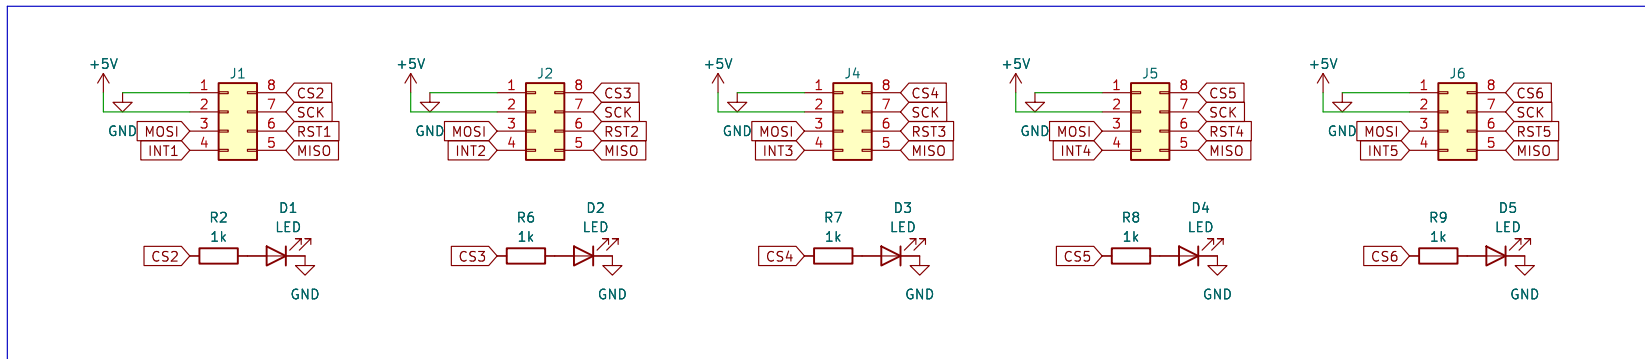 +5V +5V +5V +5V +5V
J1 J2 J4 J5 J6
1 8 CS2 1 8 CS3 1 8 CS4 1 8 CS5 1 8 CS6
2 7 SCK 2 7 SCK 2 7 SCK 2 7 SCK 2 7 SCK
GND MOSI 3 6 RST1 GND MOSI 3 6 RST2 GND MOSI 3 6 RST3 GND MOSI 3 6 RST4 GND MOSI 3 6 RST5
INT1 4 5 MISO INT2 4 5 MISO INT3 4 5 MISO INT4 4 5 MISO INT5 4 5 MISO
D1 D2 D3 D4 D5
R2 R6 R7 R8 R9
LED LED LED LED LED
1k 1k 1k 1k 1k
CS2 CS3 CS4 CS5 CS6
GND GND GND GND GND